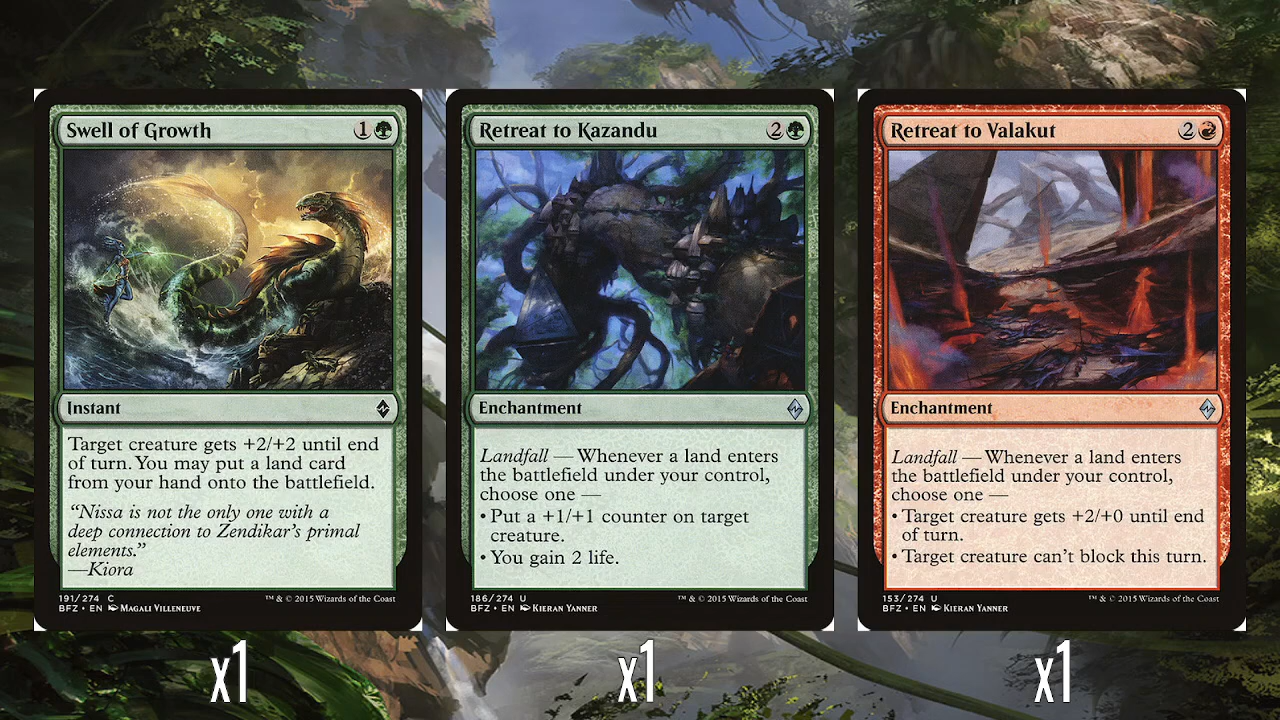 Swell of Growth
1
Instant
Target creature gets +2/+2 until end
of turn. You may put a land card
from your hand onto the battlefield.
“Nissa is not the only one with a
deep connection to Zendikar’s primal
elements.”
—Kiora
191/274 C
BFZ • EN Magali Villeneuve
™ & © 2015 Wizards of the Coast
x1
Retreat to Kazandu
2
Enchantment
Landfall — Whenever a land enters
the battlefield under your control,
choose one —
• Put a +1/+1 counter on target
creature.
• You gain 2 life.
186/274 U
BFZ • EN Kieran Yanner
™ & © 2015 Wizards of the Coast
x1
Retreat to Valakut
2
Enchantment
Landfall — Whenever a land enters
the battlefield under your control,
choose one —
• Target creature gets +2/+0 until end
of turn.
• Target creature can’t block this turn.
153/274 U
BFZ • EN Kieran Yanner
™ & © 2015 Wizards of the Coast
x1